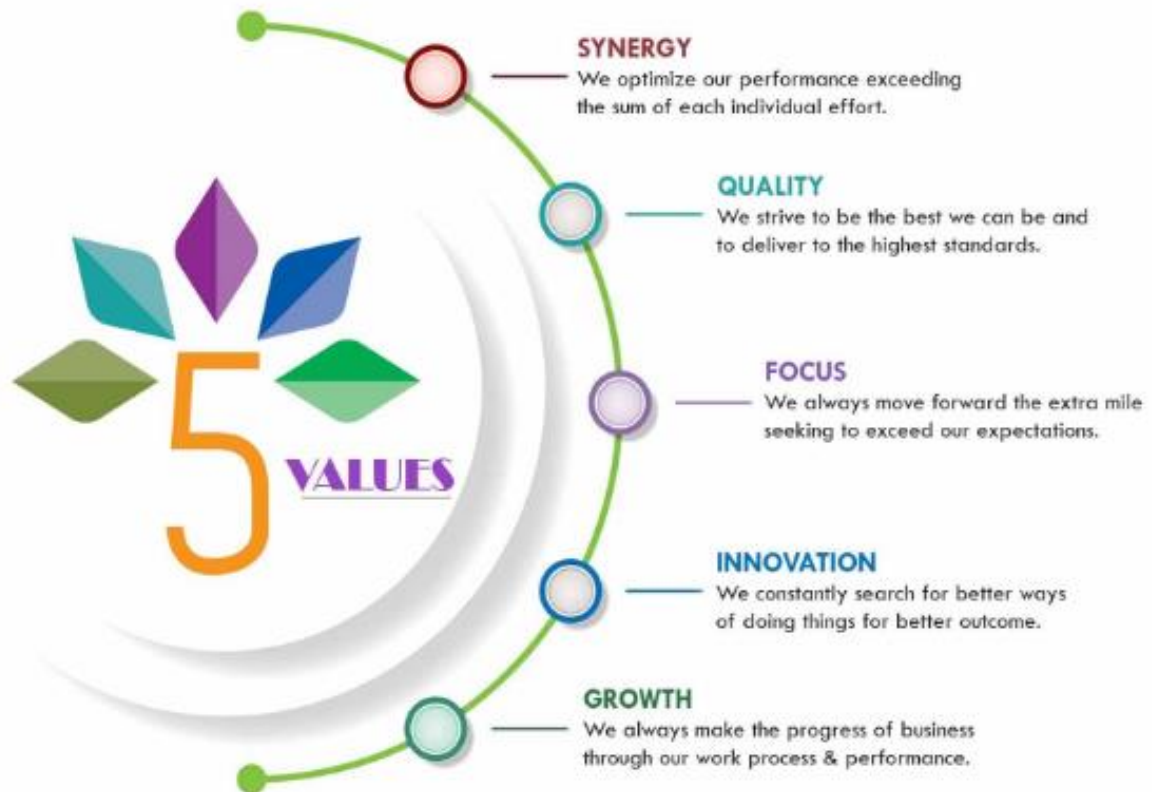 SYNERGY
We optimize our performance exceeding
the sum of each individual effort.
QUALITY
We strive to be the best we can be and
to deliver to the highest standards.
5
VALUES
FOCUS
We always move forward the extra mile
seeking to exceed our expectations.
INNOVATION
We constantly search for better ways
of doing things for better outcome.
GROWTH
We always make the progress of business
through our work process & performance.